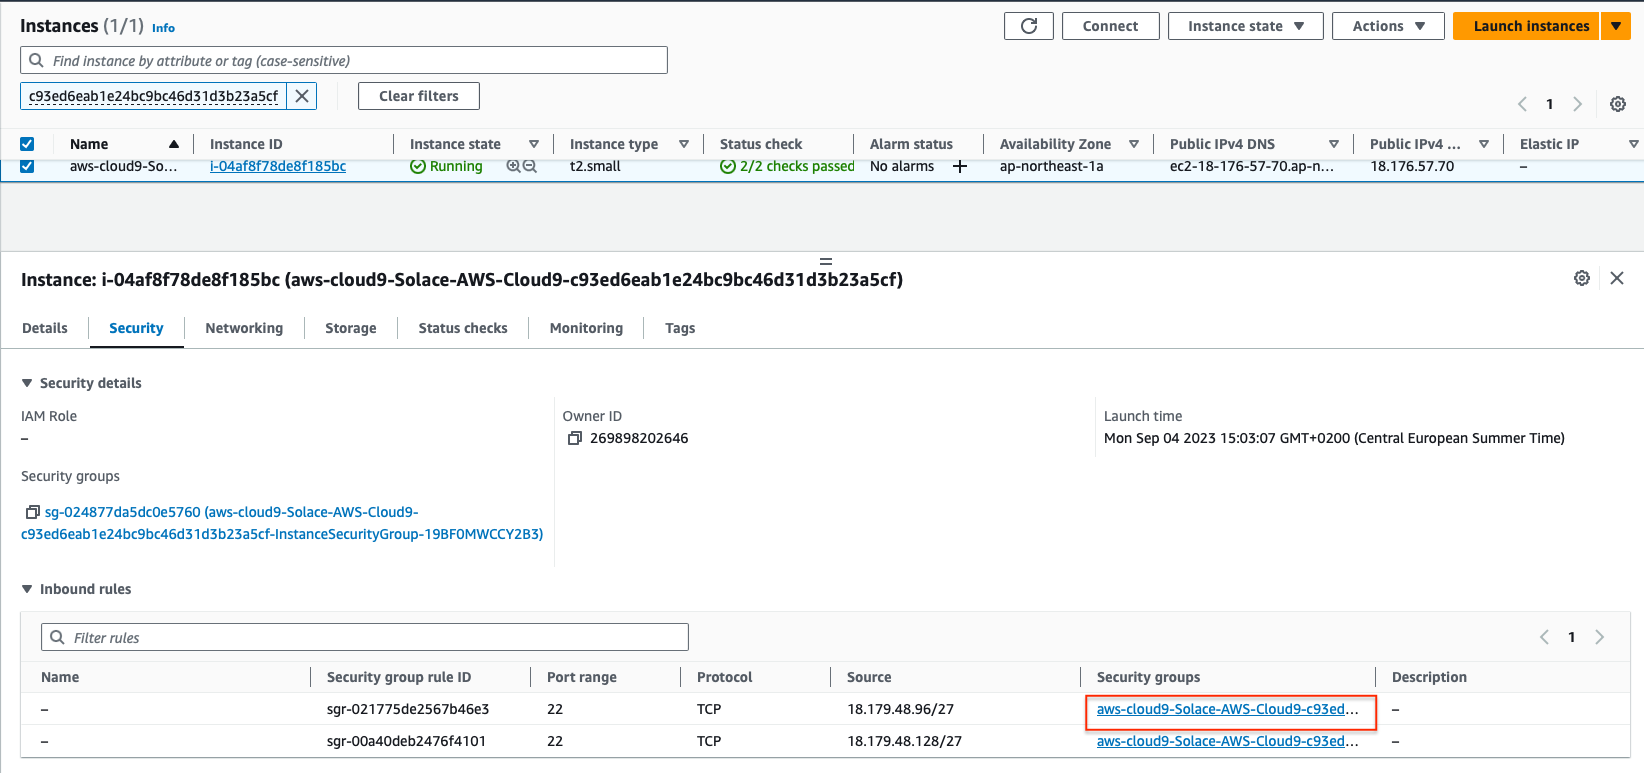 Instances (1/1) Info
Connect
Instance state
Actions
Launch instances
Find instance by attribute or tag (case-sensitive)
c93ed6eab1e24bc9bc46d31d3b23a5cf
Clear filters
1
Name Instance ID Instance state Instance type Status check Alarm status Availability Zone Public IPv4 DNS Public IPv4 ... Elastic IP
aws-cloud9-So... i-04af8f78de8f185bc Running t2.small 2/2 checks passed No alarms + ap-northeast-1a ec2-18-176-57-70.ap-n... 18.176.57.70 –
Instance: i-04af8f78de8f185bc (aws-cloud9-Solace-AWS-Cloud9-c93ed6eab1e24bc9bc46d31d3b23a5cf)
Details Security Networking Storage Status checks Monitoring Tags
Security details
IAM Role
–
Owner ID
269898202646
Launch time
Mon Sep 04 2023 15:03:07 GMT+0200 (Central European Summer Time)
Security groups
sg-024877da5dc0e5760 (aws-cloud9-Solace-AWS-Cloud9-
c93ed6eab1e24bc9bc46d31d3b23a5cf-InstanceSecurityGroup-19BF0MWCCY2B3)
Inbound rules
Filter rules
1
Name Security group rule ID Port range Protocol Source Security groups Description
– sgr-021775de2567b46e3 22 TCP 18.179.48.96/27 aws-cloud9-Solace-AWS-Cloud9-c93ed... –
– sgr-00a40deb2476f4101 22 TCP 18.179.48.128/27 aws-cloud9-Solace-AWS-Cloud9-c93ed... –